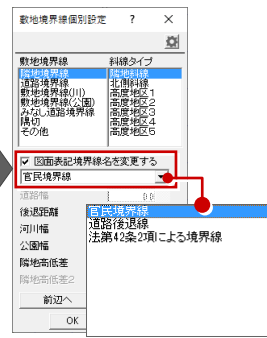 敷地境界線個別設定 ? ×
敷地境界線 斜線タイプ
隣地境界線 隣地斜線
道路境界線 北側斜線
敷地境界線(川) 高度地区1
敷地境界線(公園) 高度地区2
みなし道路境界線 高度地区3
隅切 高度地区4
その他 高度地区5
図面表記境界線名を変更する
官民境界線
道路幅 0.0
後退距離
官民境界線
道路後退線
法第42条2項による境界線
河川幅
公園幅
隣地高低差
隣地高低差2
前辺へ
OK